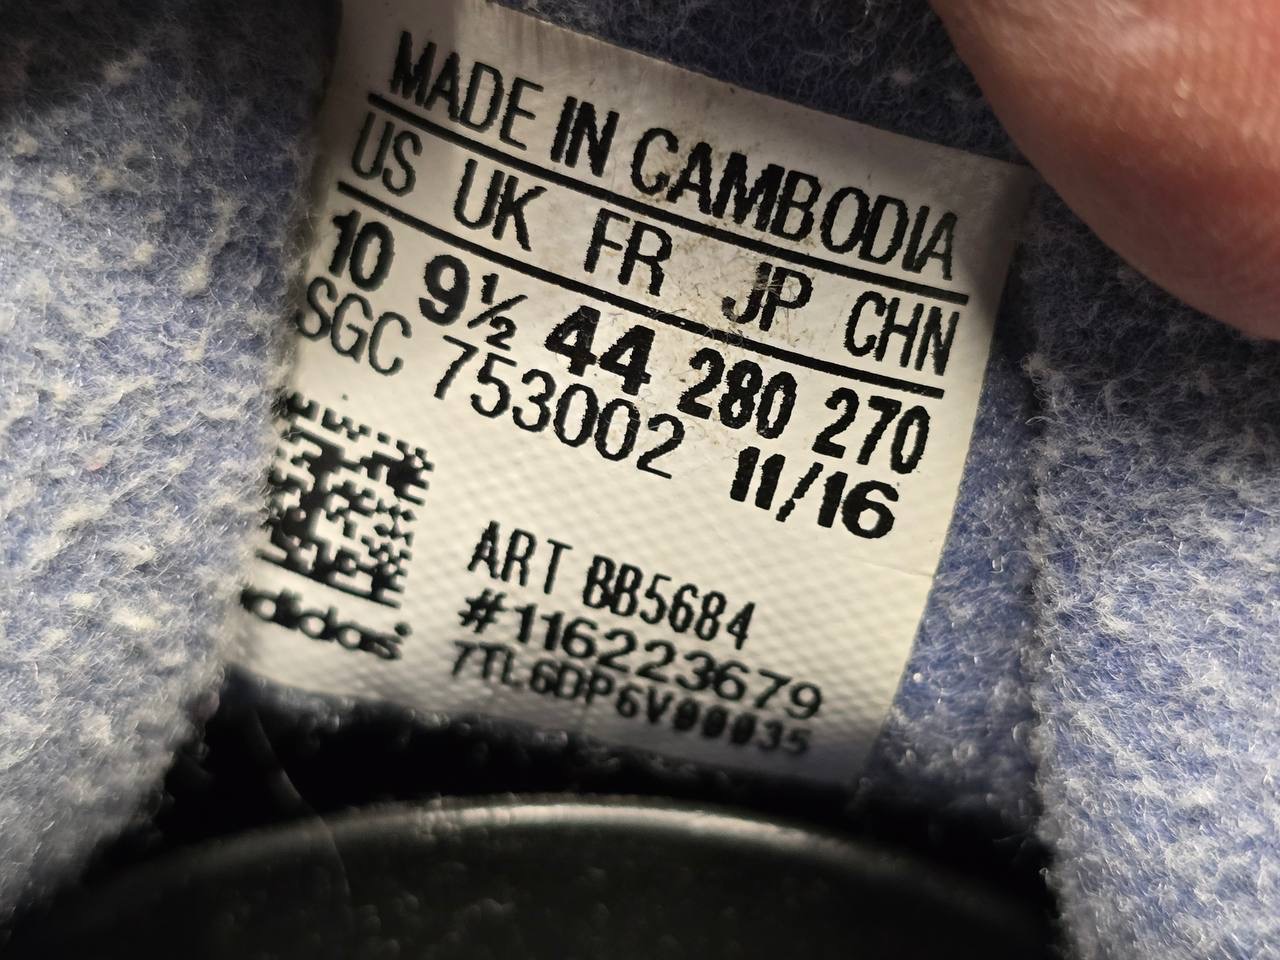 MADE IN CAMBODIA
US UK FR JP CHN
10 9½ 44 280 270
SGC 753002 11/16
ART BB5684
#116223679
7TL6DP6V00035
adidas